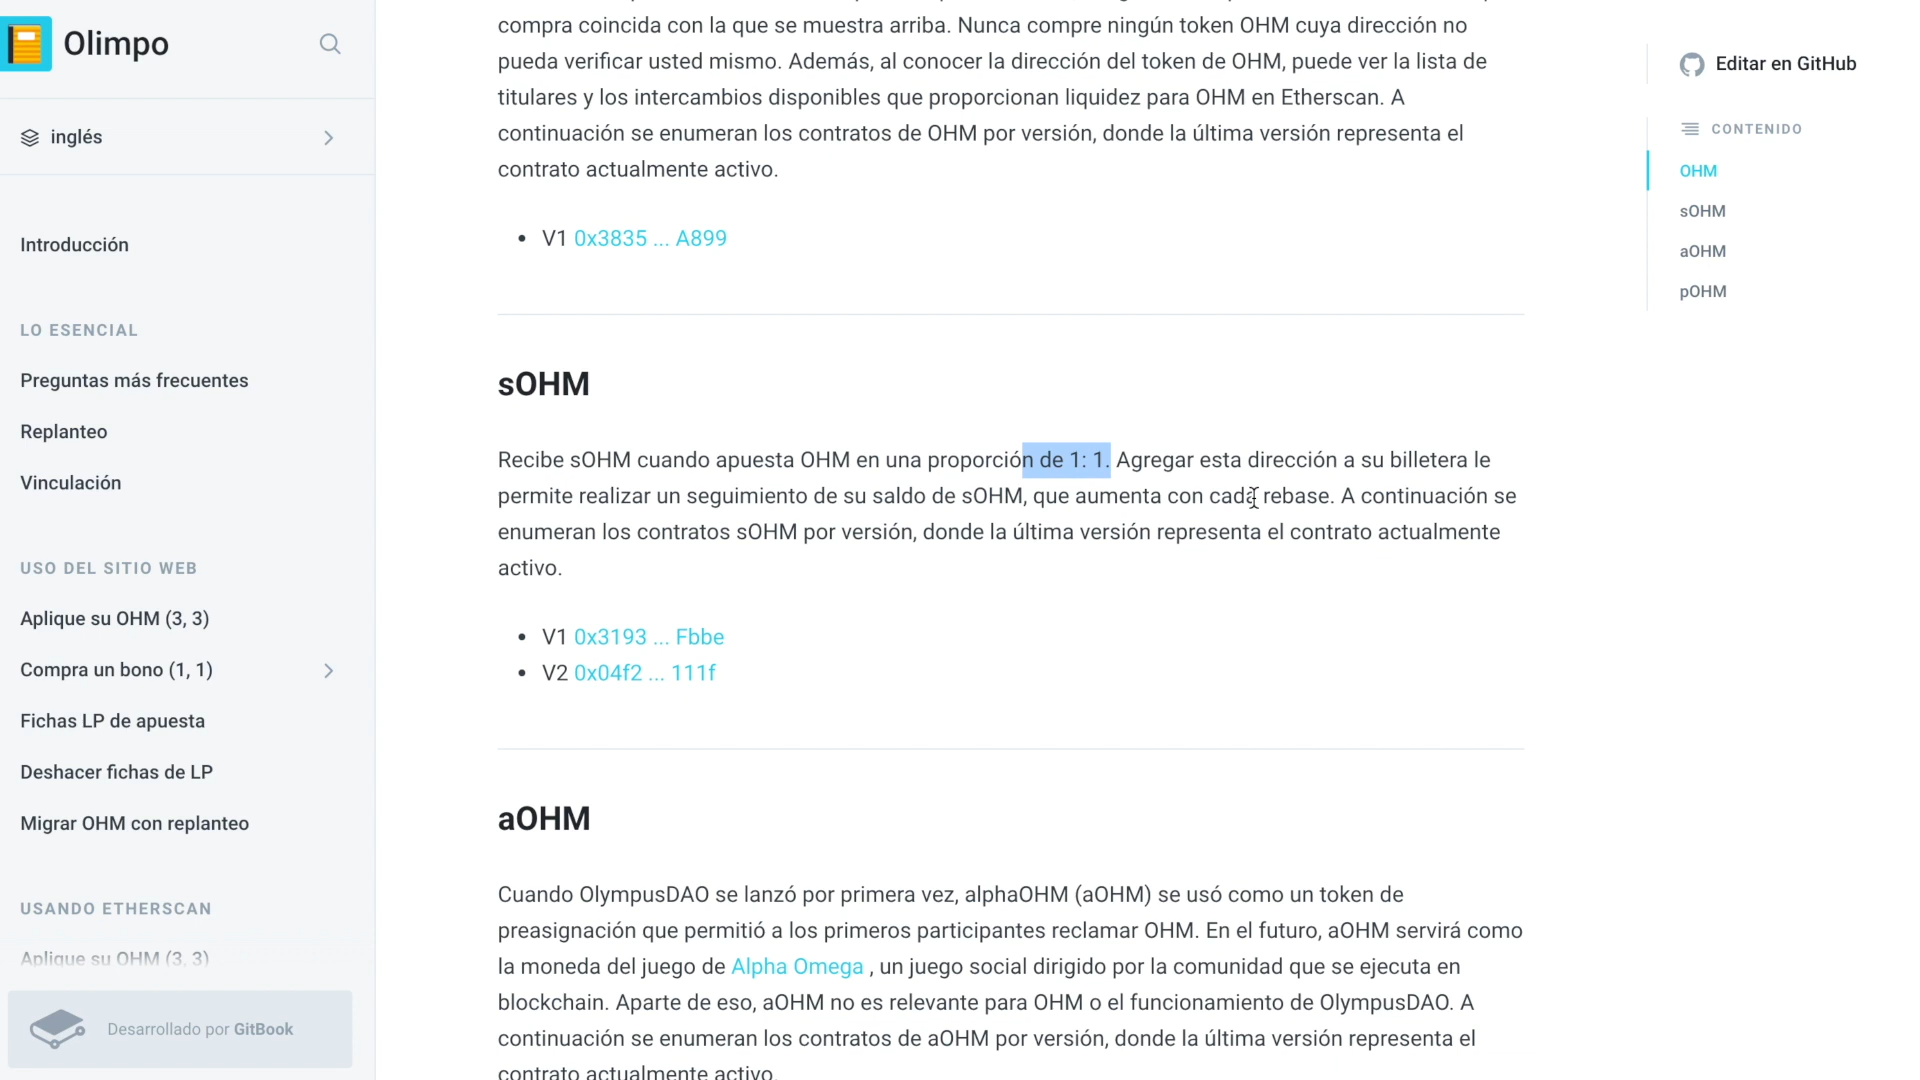 Olimpo
inglés
Introducción
LO ESENCIAL
Preguntas más frecuentes
Replanteo
Vinculación
USO DEL SITIO WEB
Aplique su OHM (3, 3)
Compra un bono (1, 1)
Fichas LP de apuesta
Deshacer fichas de LP
Migrar OHM con replanteo
USANDO ETHERSCAN
Aplique su OHM (3, 3)
Desarrollado por GitBook
compra coincida con la que se muestra arriba. Nunca compre ningún token OHM cuya dirección no
pueda verificar usted mismo. Además, al conocer la dirección del token de OHM, puede ver la lista de
titulares y los intercambios disponibles que proporcionan liquidez para OHM en Etherscan. A
continuación se enumeran los contratos de OHM por versión, donde la última versión representa el
contrato actualmente activo.
• V1 0x3835 ... A899
sOHM
Recibe sOHM cuando apuesta OHM en una proporción de 1: 1. Agregar esta dirección a su billetera le
permite realizar un seguimiento de su saldo de sOHM, que aumenta con cada rebase. A continuación se
enumeran los contratos sOHM por versión, donde la última versión representa el contrato actualmente
activo.
• V1 0x3193 ... Fbbe
• V2 0x04f2 ... 111f
aOHM
Cuando OlympusDAO se lanzó por primera vez, alphaOHM (aOHM) se usó como un token de
preasignación que permitió a los primeros participantes reclamar OHM. En el futuro, aOHM servirá como
la moneda del juego de Alpha Omega , un juego social dirigido por la comunidad que se ejecuta en
blockchain. Aparte de eso, aOHM no es relevante para OHM o el funcionamiento de OlympusDAO. A
continuación se enumeran los contratos de aOHM por versión, donde la última versión representa el
contrato actualmente activo.
Editar en GitHub
CONTENIDO
OHM
sOHM
aOHM
pOHM